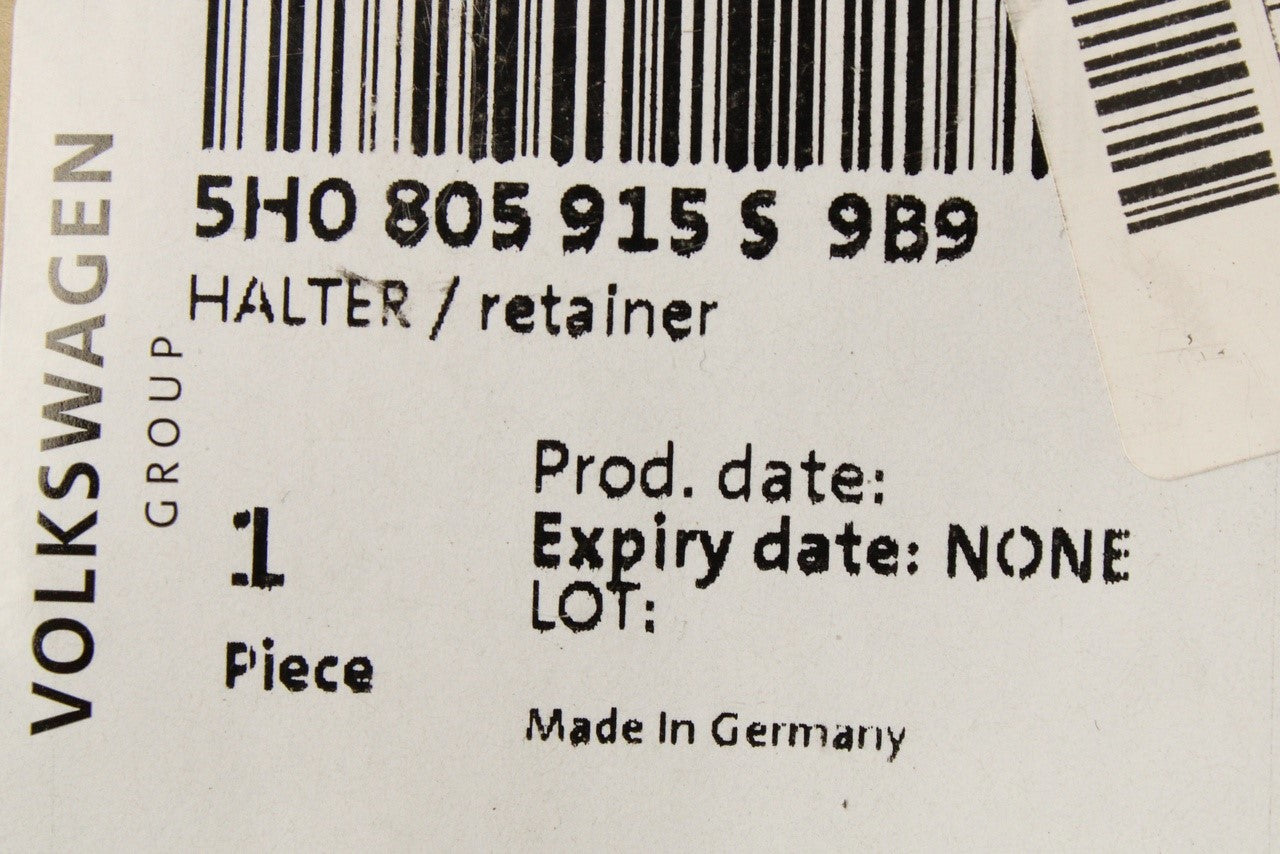 5H0 805 915 S 9B9
HALTER / retainer
VOLKSWAGEN
GROUP
Prod. date:
Expiry date: NONE
LOT:
1
Piece
Made In Germany